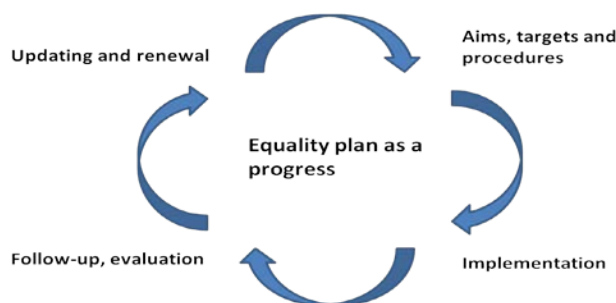 Updating and renewal
Aims, targets and
procedures
Equality plan as a
progress
Follow-up, evaluation
Implementation